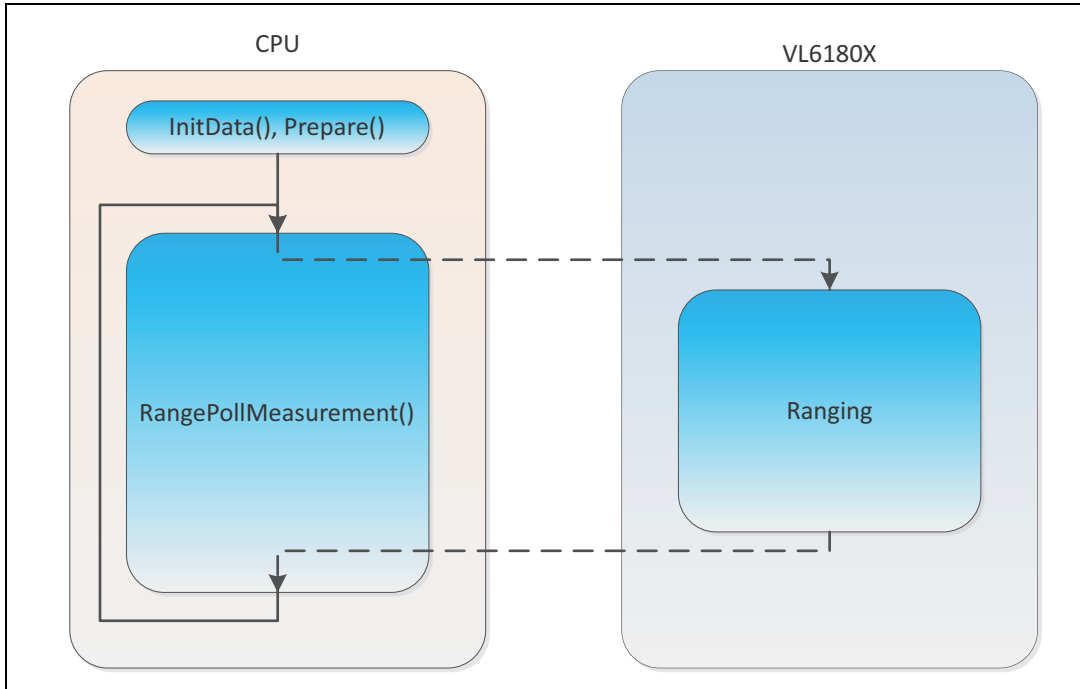 CPU
VL6180X
InitData(), Prepare()
RangePollMeasurement()
Ranging